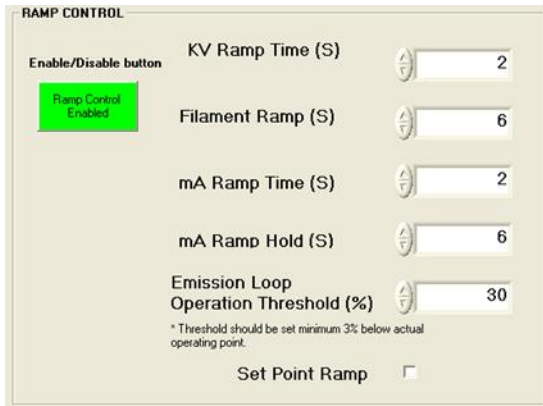 RAMP CONTROL
Enable/Disable button
Ramp Control
Enabled
KV Ramp Time (S)
2
Filament Ramp (S)
6
mA Ramp Time (S)
2
mA Ramp Hold (S)
6
Emission Loop
Operation Threshold (%)
30
* Threshold should be set minimum 3% below actual
operating point.
Set Point Ramp